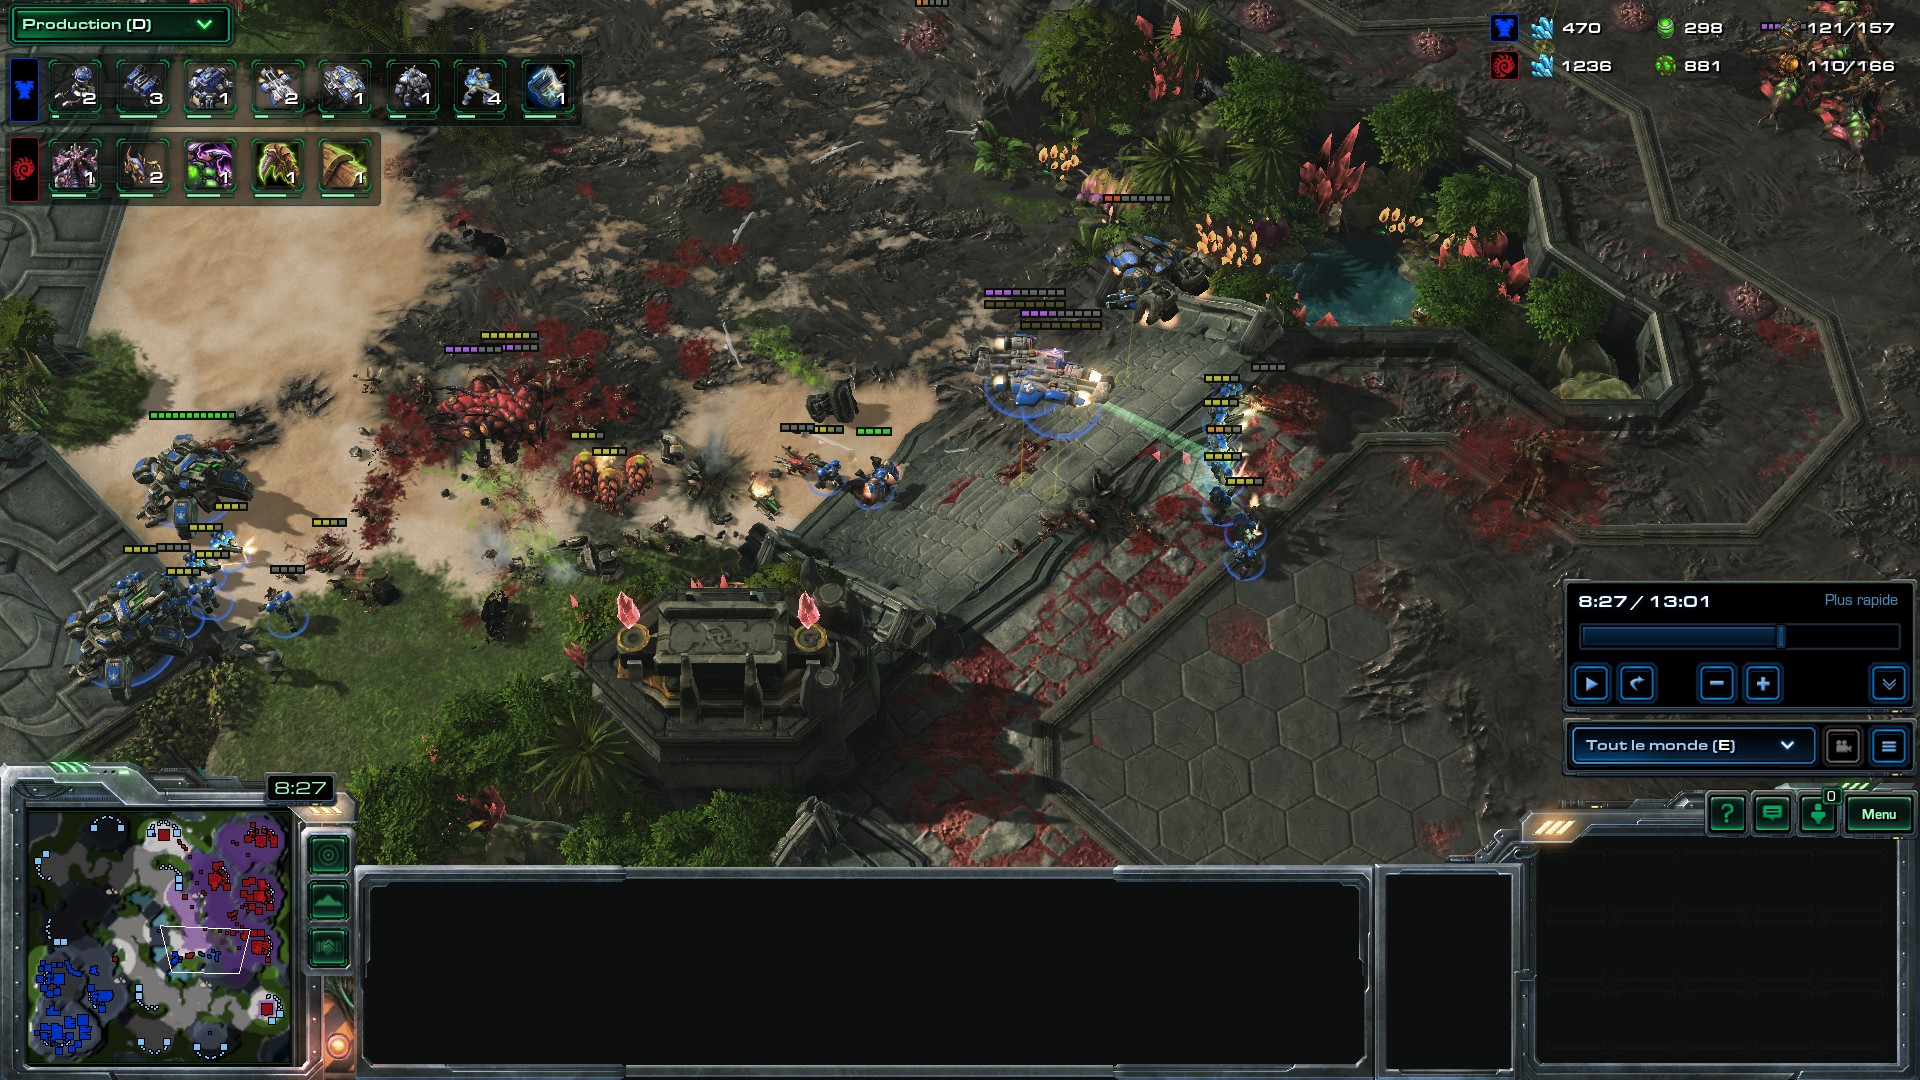 Production (D)
2 3 1 2 1 1 4 1
1 2 1 1 1
470 298 121/157
1236 881 110/166
8:27 / 13:01 Plus rapide
Tout le monde (E)
8:27
0
? Menu